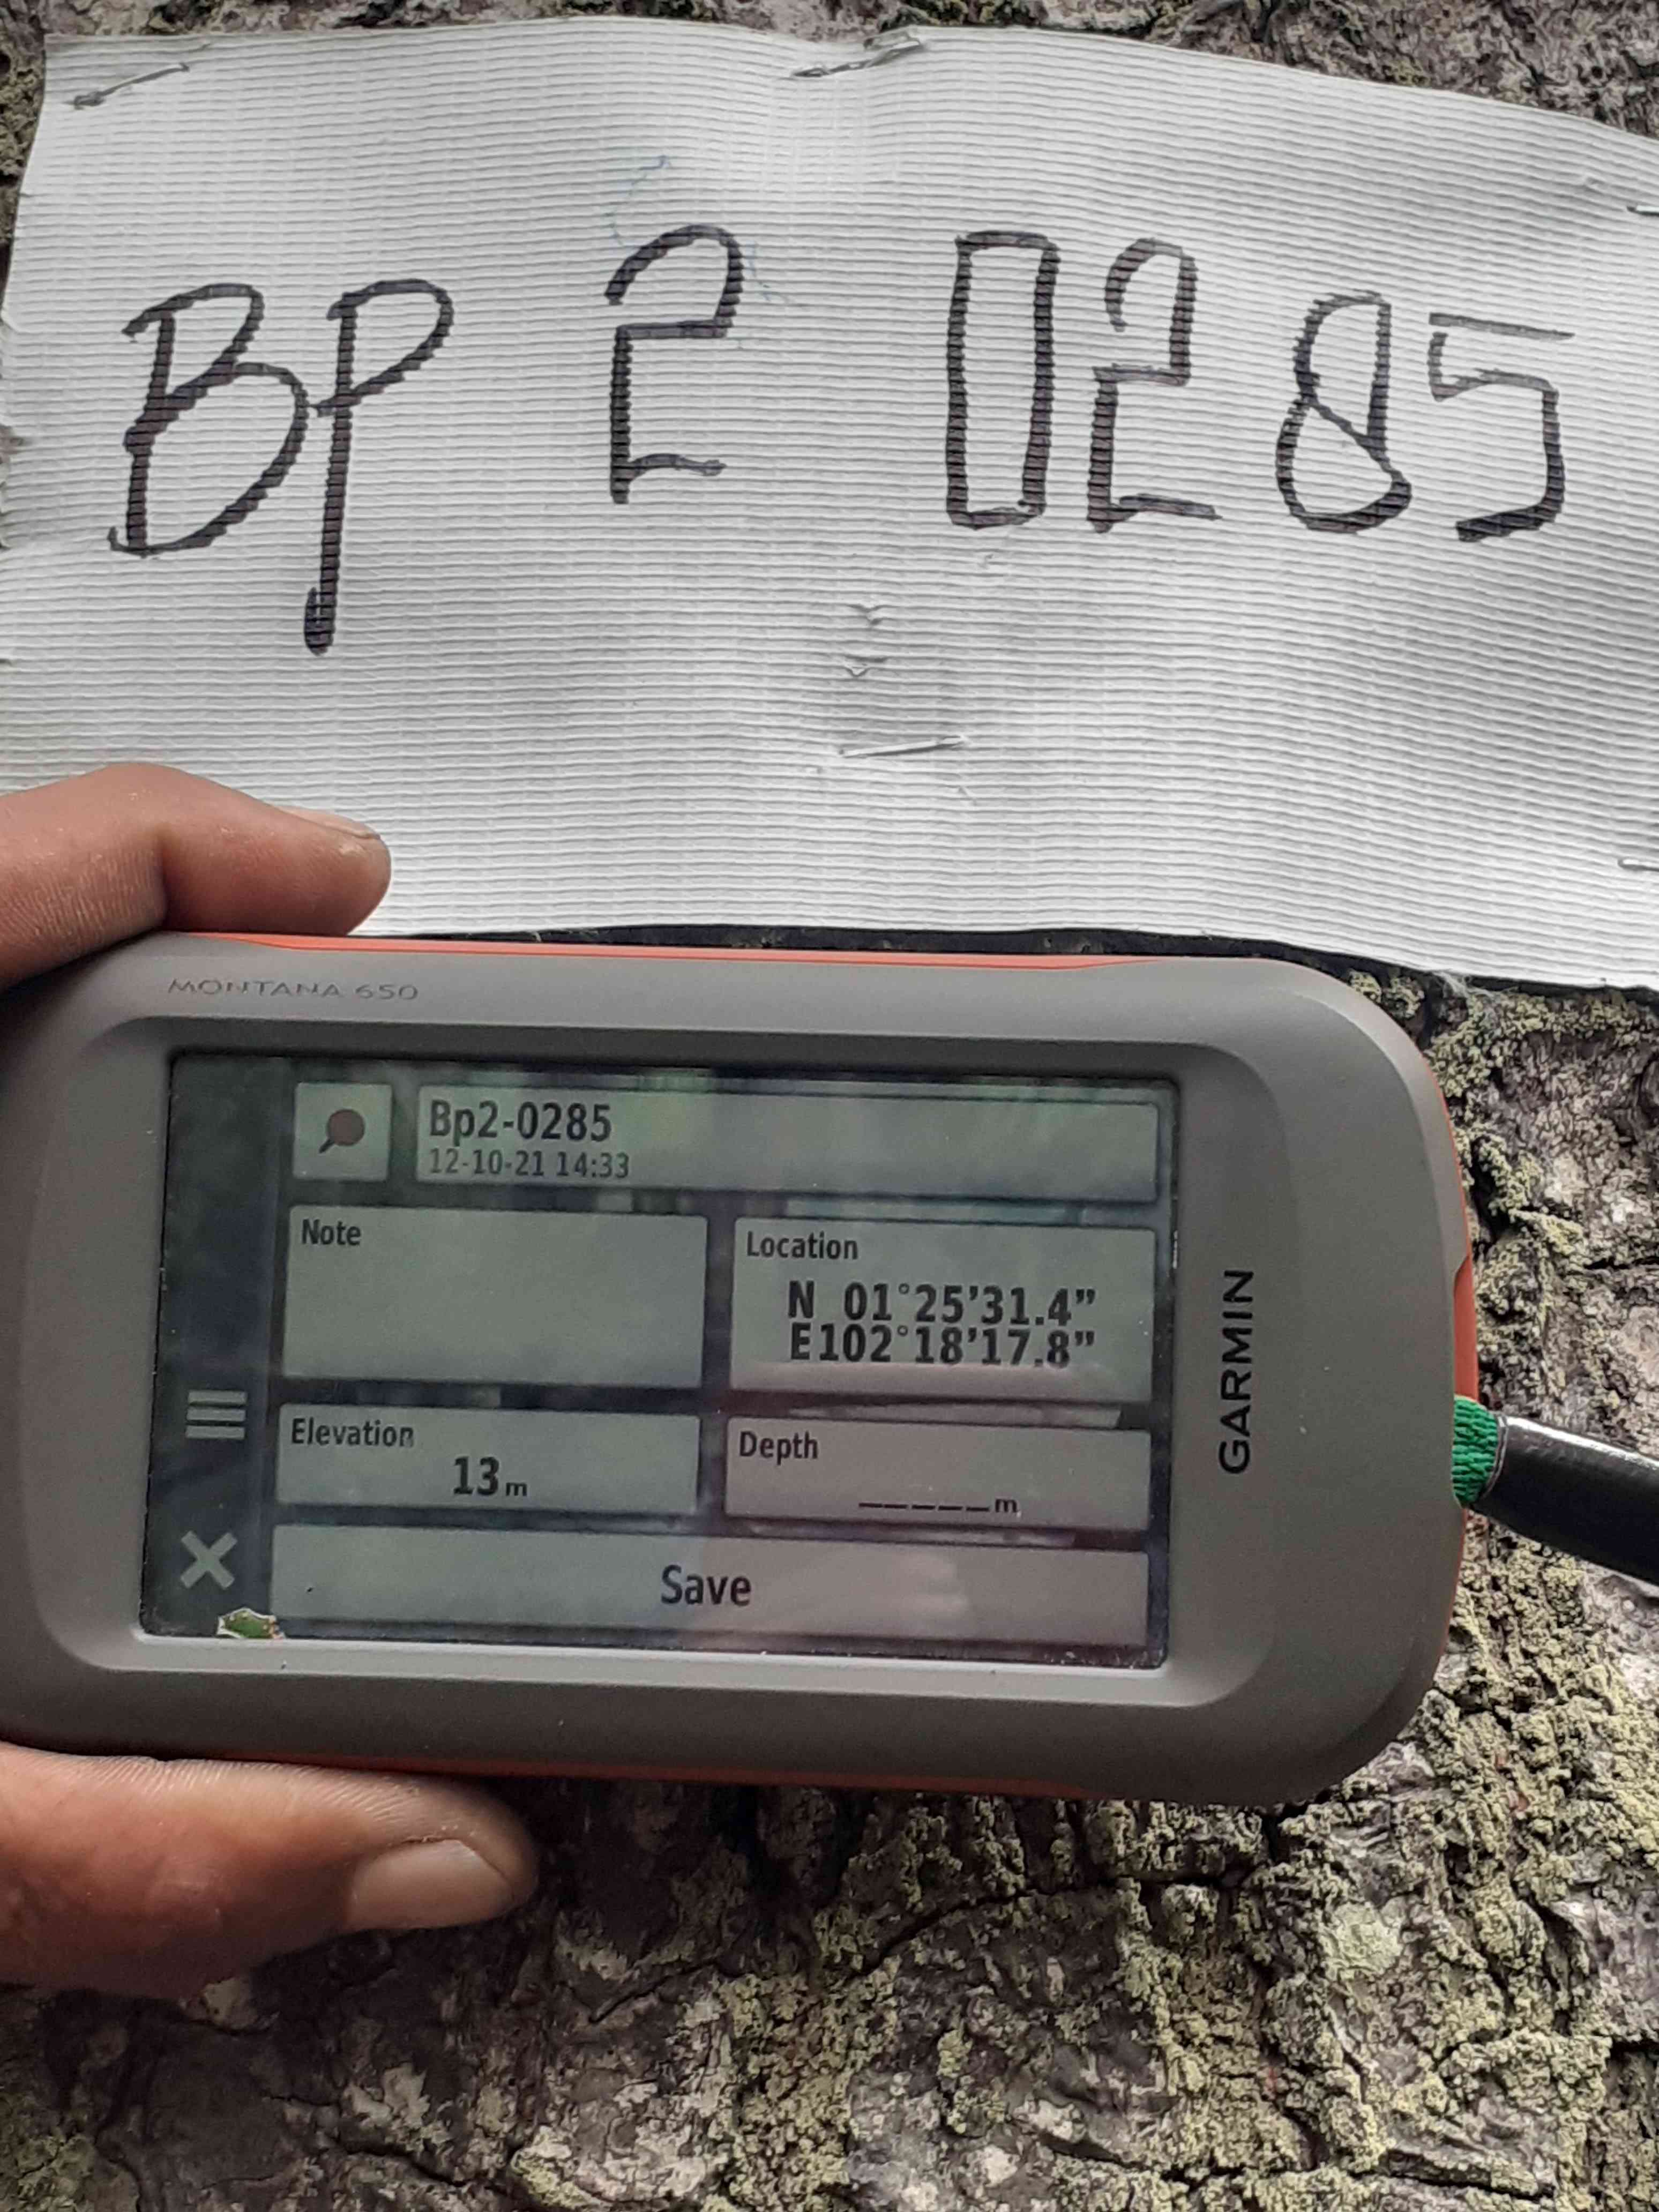 BP 2 0285
MONTANA 650
Bp2-0285
12-10-21 14:33
Note
Location
N 01°25'31.4"
E102°18'17.8"
Elevation
13m
Depth
_____m
Save
GARMIN